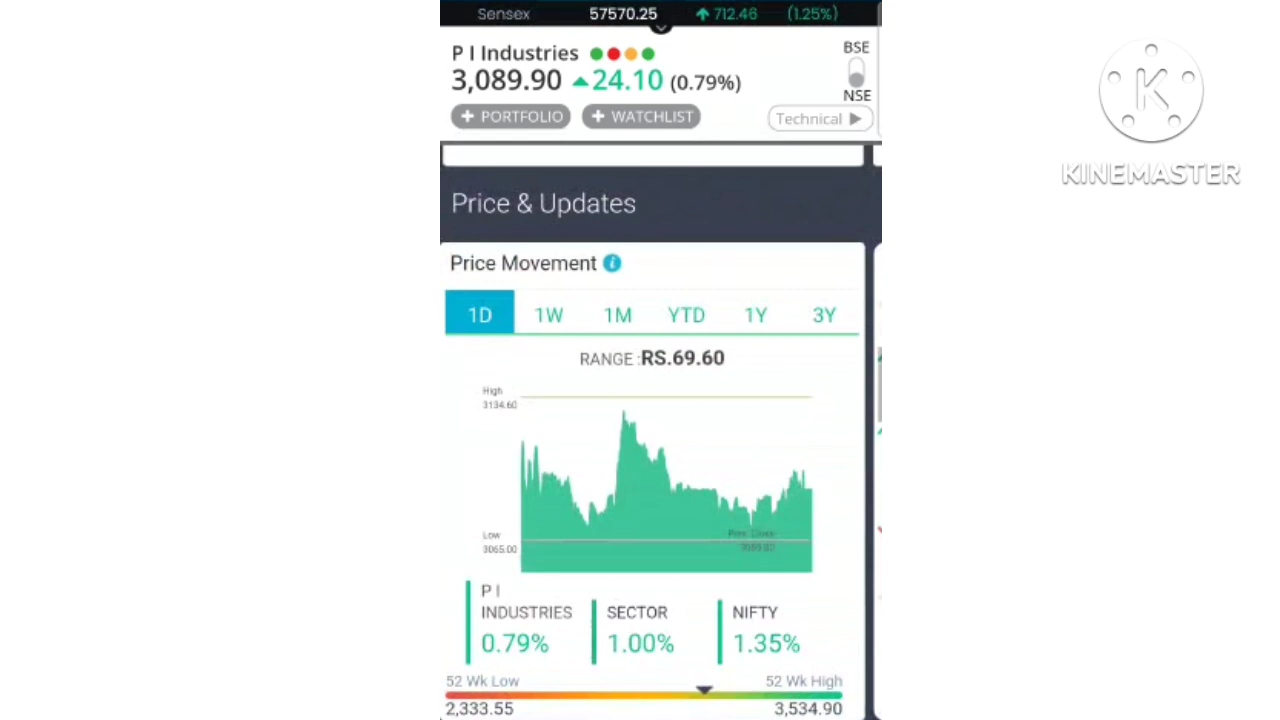 Sensex 57570.25 712.46 (1.25%)
P I Industries
BSE
3,089.90 24.10 (0.79%)
NSE
+ PORTFOLIO + WATCHLIST Technical
KINEMASTER
Price & Updates
Price Movement i
1D 1W 1M YTD 1Y 3Y
RANGE :RS.69.60
High
3134.60
Low
3065.00
Prev. Close
P I
INDUSTRIES SECTOR NIFTY
0.79% 1.00% 1.35%
52 Wk Low 52 Wk High
2,333.55 3,534.90